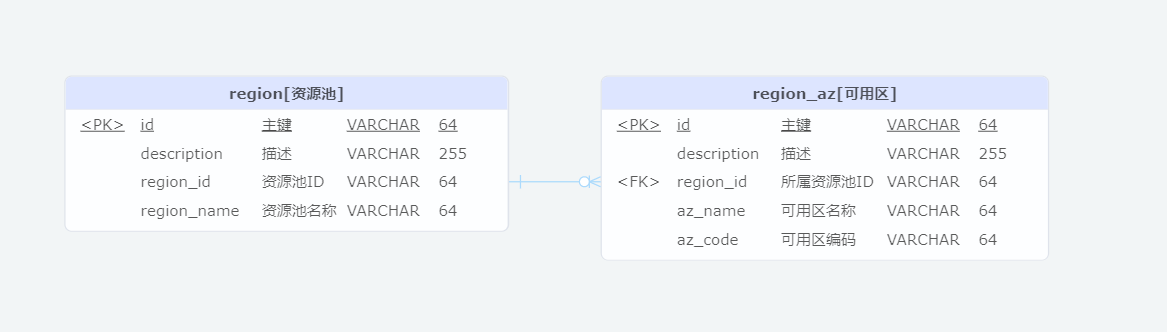 region[资源池]
<PK> id 主键 VARCHAR 64
description 描述 VARCHAR 255
region_id 资源池ID VARCHAR 64
region_name 资源池名称 VARCHAR 64
region_az[可用区]
<PK> id 主键 VARCHAR 64
description 描述 VARCHAR 255
<FK> region_id 所属资源池ID VARCHAR 64
az_name 可用区名称 VARCHAR 64
az_code 可用区编码 VARCHAR 64